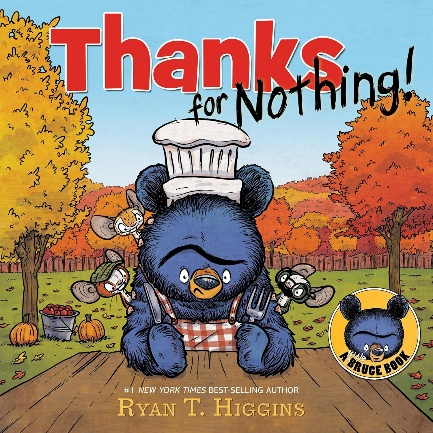 Thanks
for Nothing!
A BRUCE BOOK
#1 NEW YORK TIMES BEST-SELLING AUTHOR
RYAN T. HIGGINS